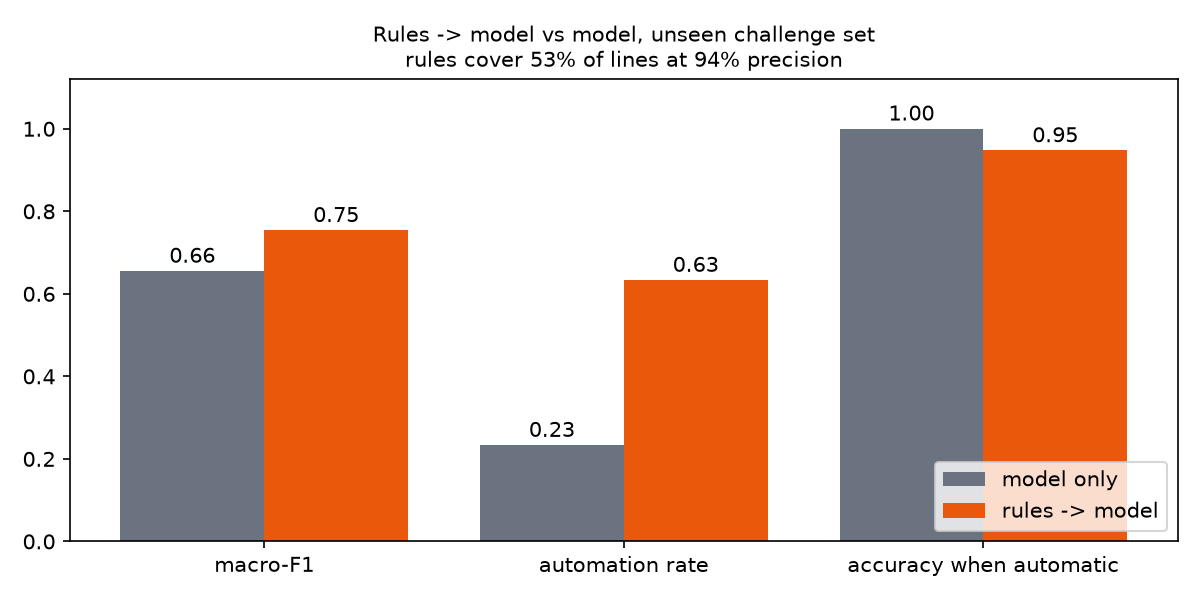 Rules -> model vs model, unseen challenge set
rules cover 53% of lines at 94% precision
1.0
0.8
0.6
0.4
0.2
0.0
0.66
0.75
0.23
0.63
1.00
0.95
macro-F1
automation rate
accuracy when automatic
model only
rules -> model